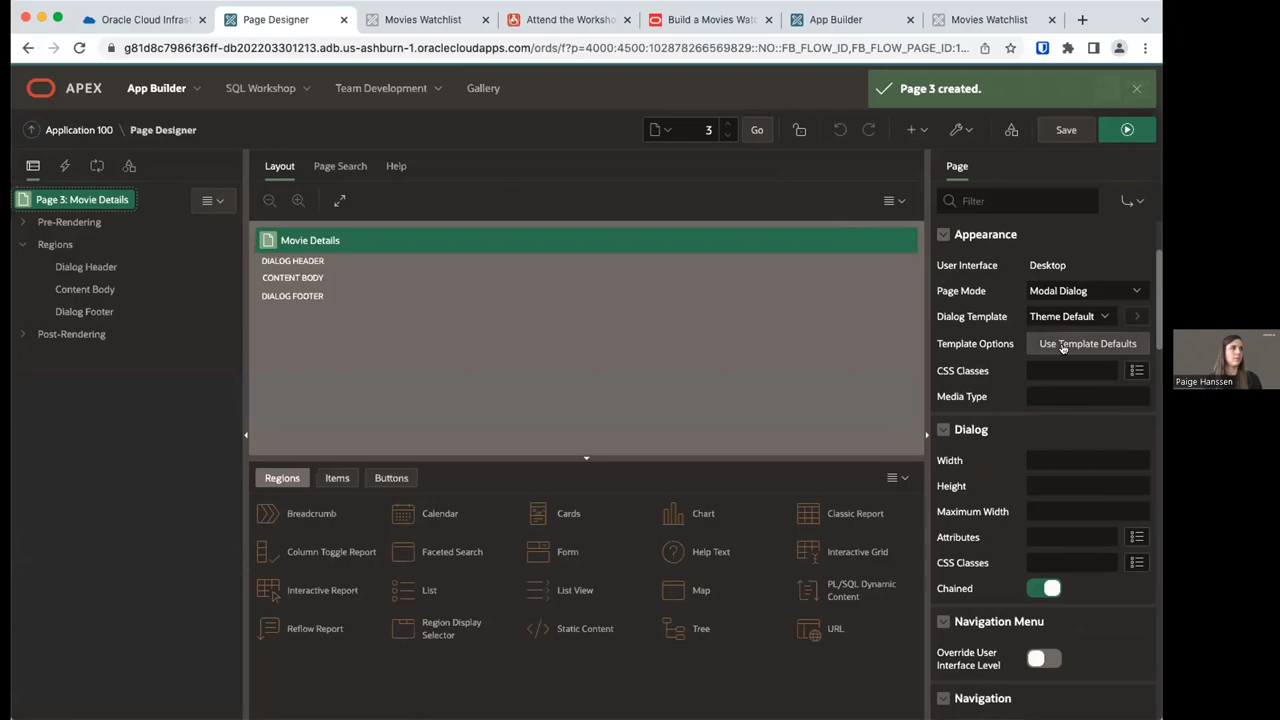 Oracle Cloud Infras
Page Designer
Movies Watchlist
Attend the Worksho
Build a Movies Wat
App Builder
Movies Watchlist
g81d8c7986f36ff-db202203301213.adb.us-ashburn-1.oraclecloudapps.com/ords/f?p=4000:4500:10287826656982​9::NO::FB_FLOW_ID,FB_FLOW_PAGE_ID:1...
APEX
App Builder
SQL Workshop
Team Development
Gallery
Page 3 created.
Application 100 \ Page Designer
3
Go
Save
Layout
Page Search
Help
Page
Page 3: Movie Details
Filter
Pre-Rendering
Regions
Dialog Header
Content Body
Dialog Footer
Post-Rendering
Movie Details
DIALOG HEADER
CONTENT BODY
DIALOG FOOTER
Appearance
User Interface Desktop
Page Mode Modal Dialog
Dialog Template Theme Default
Template Options Use Template Defaults
CSS Classes
Media Type
Dialog
Width
Height
Maximum Width
Attributes
CSS Classes
Chained
Navigation Menu
Override User
Interface Level
Navigation
Regions
Items
Buttons
Breadcrumb
Calendar
Cards
Chart
Classic Report
Column Toggle Report
Faceted Search
Form
Help Text
Interactive Grid
Interactive Report
List
List View
Map
PL/SQL Dynamic
Content
Reflow Report
Region Display
Selector
Static Content
Tree
URL
Paige Hanssen